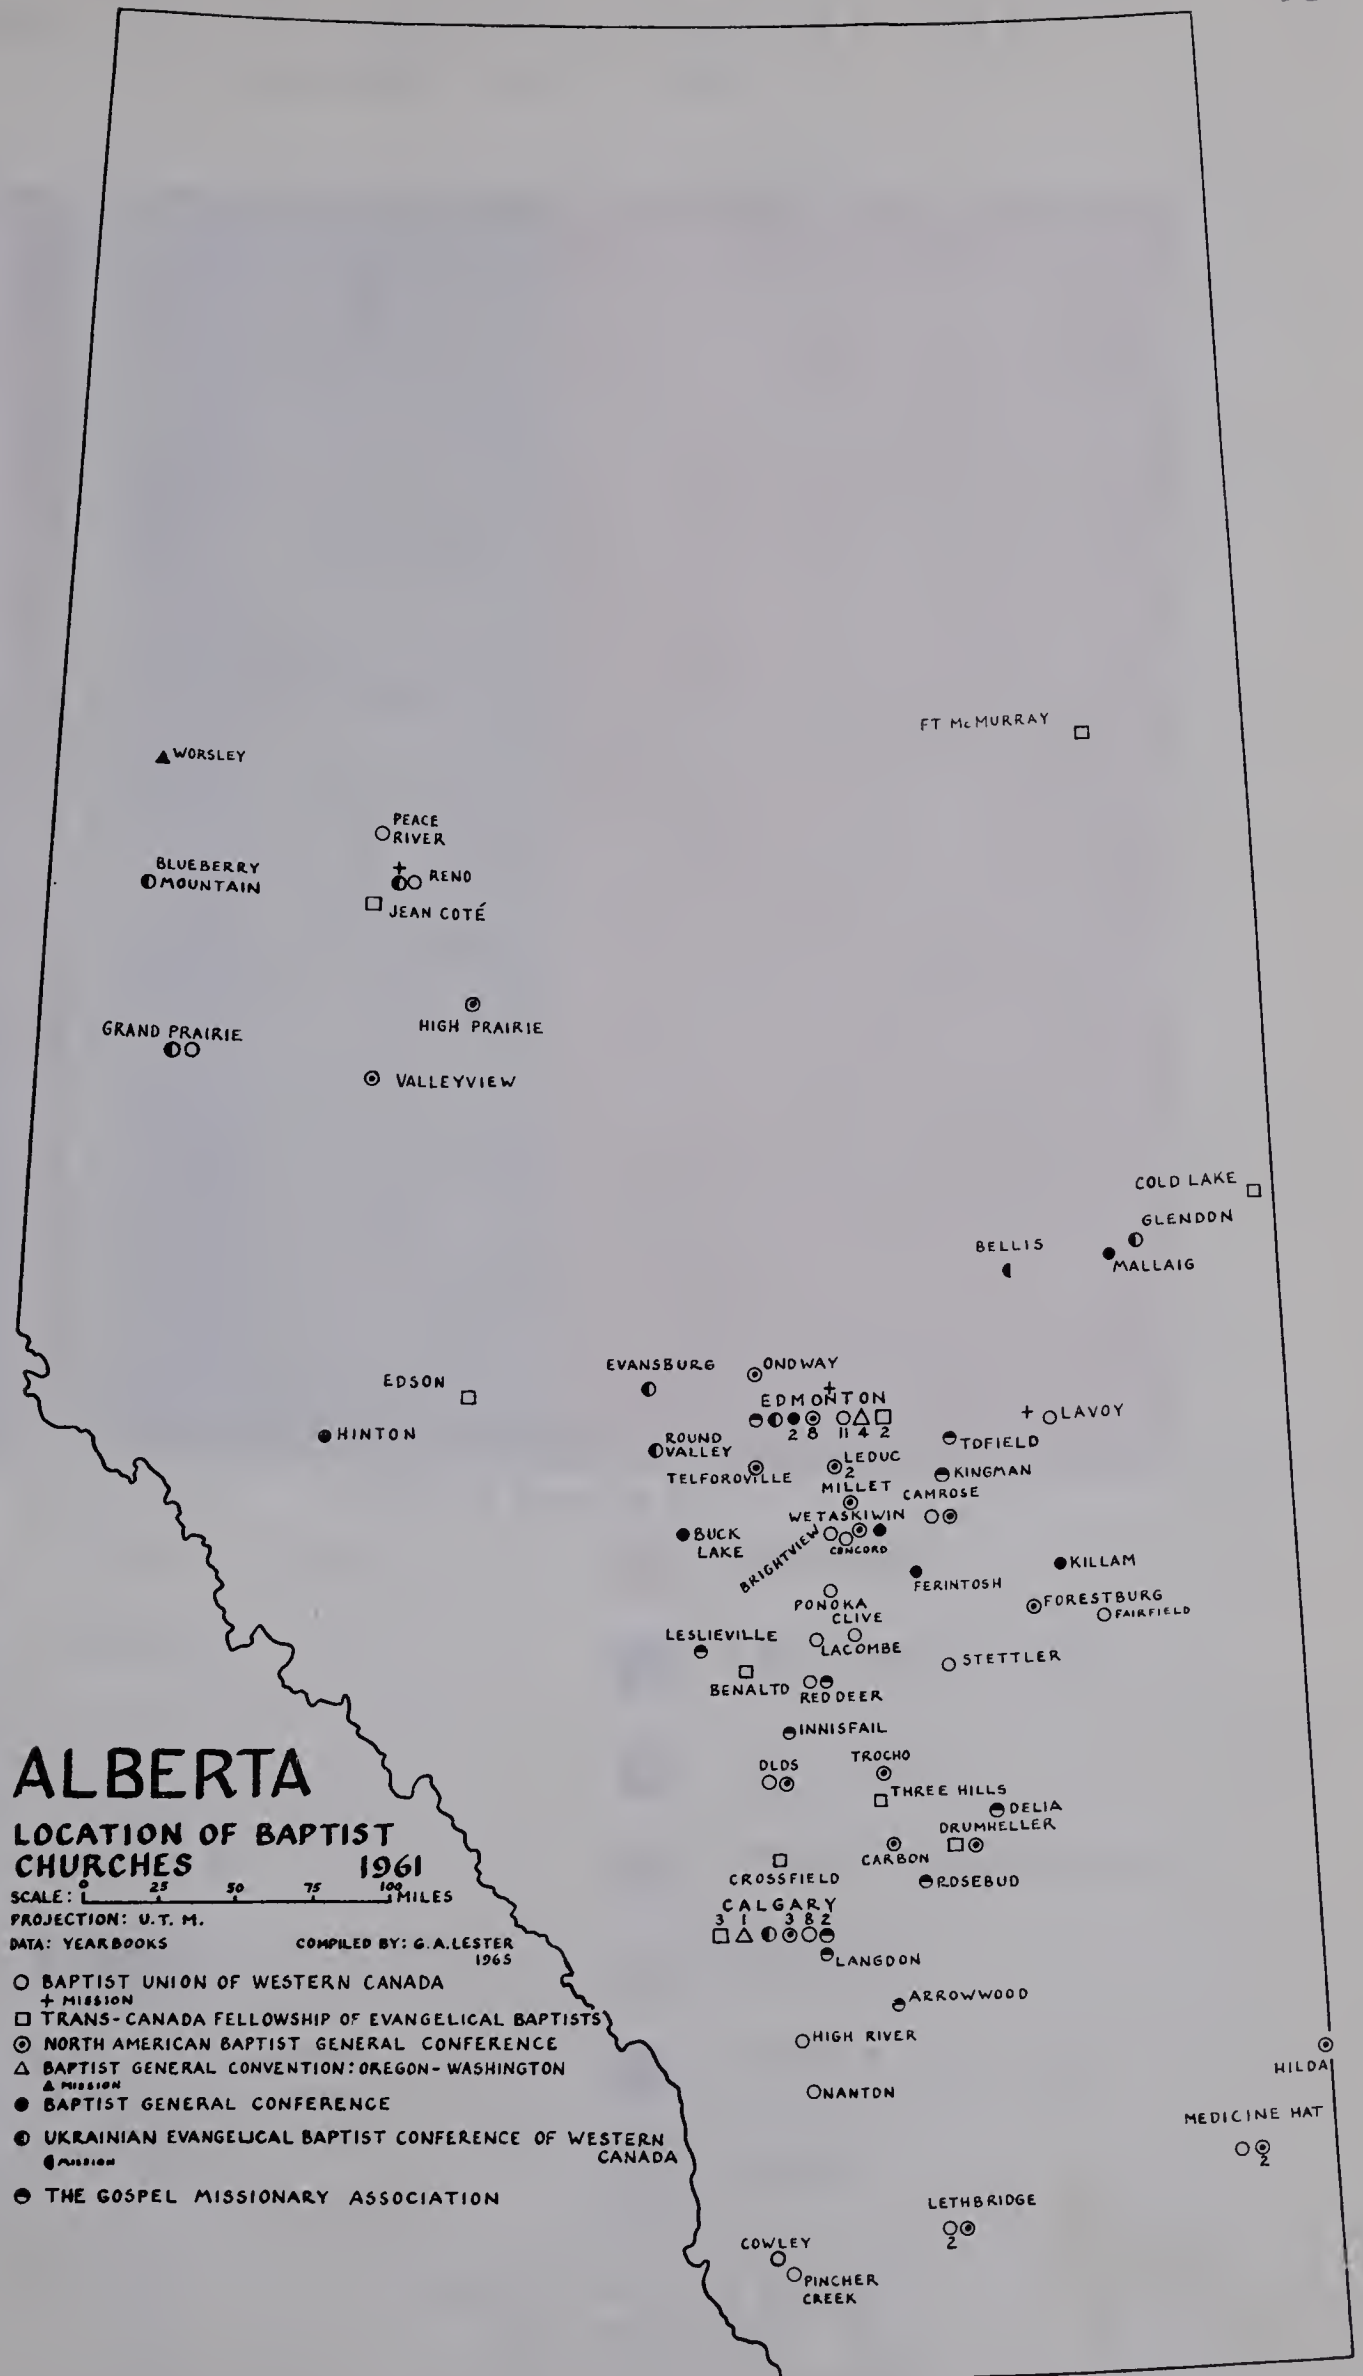 FT McMURRAY
WORSLEY
PEACE
RIVER
BLUEBERRY
MOUNTAIN
RENO
JEAN COTÉ
HIGH PRAIRIE
GRAND PRAIRIE
VALLEYVIEW
COLD LAKE
GLENDON
BELLIS
MALLAIG
EVANSBURG
ONDWAY
EDSON
EDMONTON
2 8 11 4 2
LAVOY
HINTON
ROUND
VALLEY
TOFIELD
LEDUC
2
TELFOROVILLE
KINGMAN
MILLET
CAMROSE
WETASKIWIN
BUCK
LAKE
BRIGHTVIEW
CONCORD
KILLAM
FERINTOSH
FORESTBURG
FAIRFIELD
PONOKA
CLIVE
LESLIEVILLE
LACOMBE
STETTLER
BENALTO
RED DEER
INNISFAIL
OLDS
TROCHO
THREE HILLS
DELIA
DRUMHELLER
CARBON
CROSSFIELD
ROSEBUD
CALGARY
3 1 3 8 2
LANGDON
ARROWWOOD
HIGH RIVER
HILDA
NANTON
MEDICINE HAT
2
LETHBRIDGE
2
COWLEY
PINCHER
CREEK
ALBERTA
LOCATION OF BAPTIST
CHURCHES 1961
SCALE: 0 25 50 75 100 MILES
PROJECTION: U.T.M.
DATA: YEARBOOKS COMPILED BY: G.A.LESTER
1965
BAPTIST UNION OF WESTERN CANADA
+ MISSION
TRANS-CANADA FELLOWSHIP OF EVANGELICAL BAPTISTS
NORTH AMERICAN BAPTIST GENERAL CONFERENCE
BAPTIST GENERAL CONVENTION: OREGON-WASHINGTON
MISSION
BAPTIST GENERAL CONFERENCE
UKRAINIAN EVANGELICAL BAPTIST CONFERENCE OF WESTERN
CANADA
MISSION
THE GOSPEL MISSIONARY ASSOCIATION